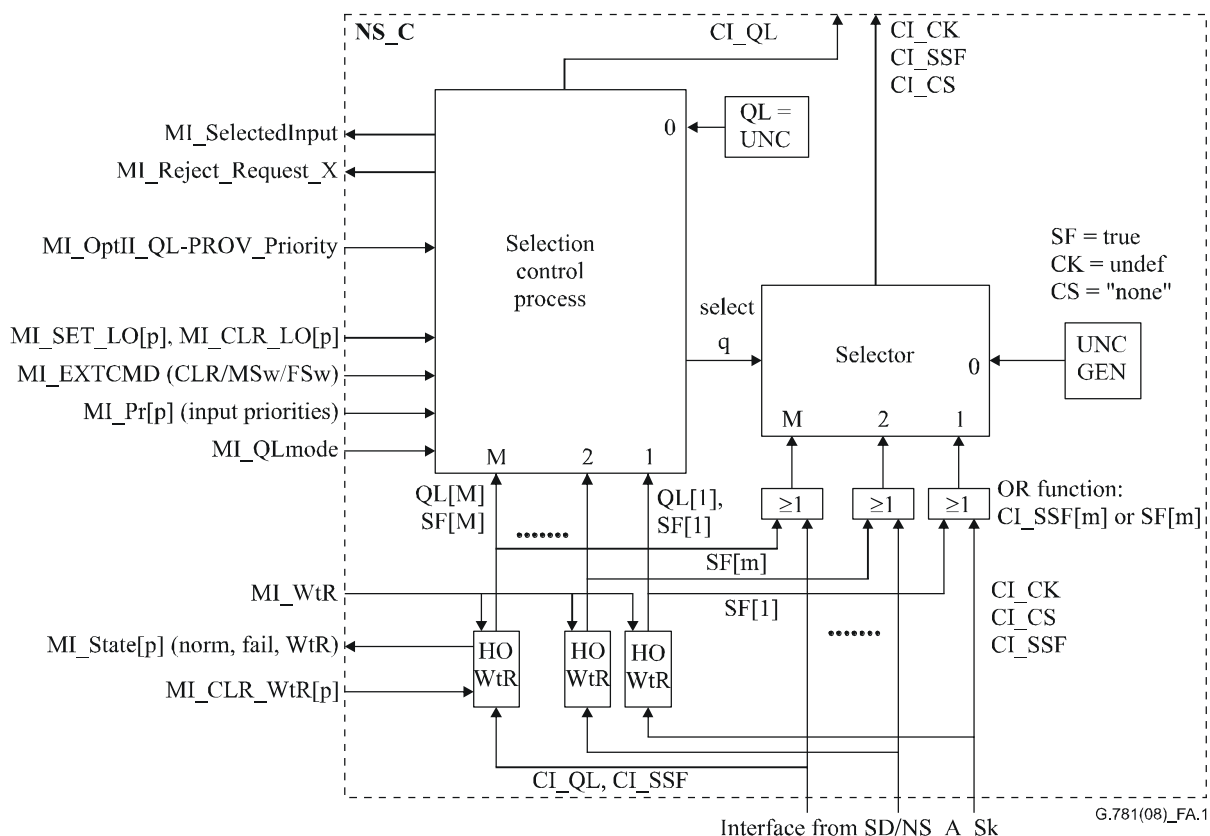 NS_C
CI_QL
CI_CK
CI_SSF
CI_CS
MI_SelectedInput
MI_Reject_Request_X
MI_OptII_QL-PROV_Priority
MI_SET_LO[p], MI_CLR_LO[p]
MI_EXTCMD (CLR/MSw/FSw)
MI_Pr[p] (input priorities)
MI_QLmode
0
QL =
UNC
Selection
control
process
M
2
1
select
q
Selector
0
M
2
1
SF = true
CK = undef
CS = "none"
UNC
GEN
QL[M]
SF[M]
QL[1],
SF[1]
.......
≥1
≥1
≥1
OR function:
CI_SSF[m] or SF[m]
SF[m]
SF[1]
MI_WtR
MI_State[p] (norm, fail, WtR)
MI_CLR_WtR[p]
HO
WtR
HO
WtR
HO
WtR
.......
CI_CK
CI_CS
CI_SSF
CI_QL, CI_SSF
Interface from SD/NS_A_Sk
G.781(08)_FA.1